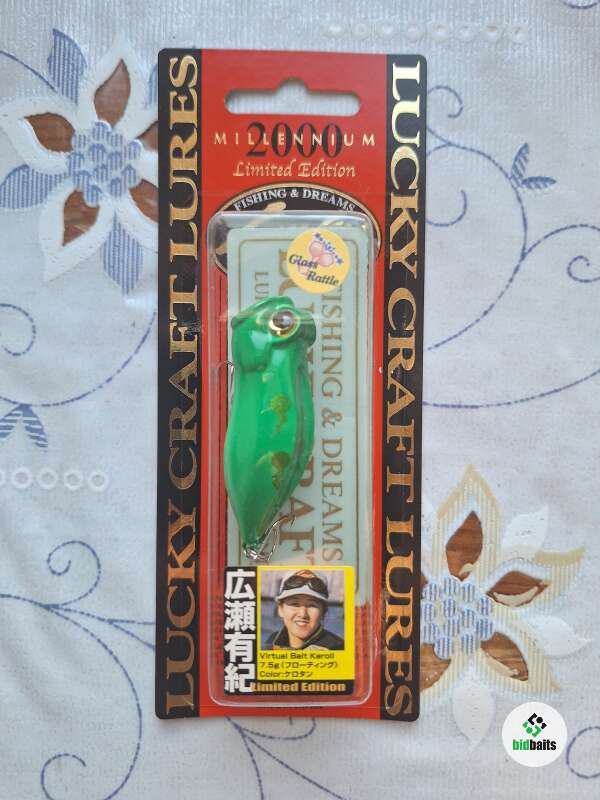 2000
MILLENNIUM
Limited Edition
FISHING & DREAMS
LUCKY CRAFT LURES
LUCKY CRAFT LURES
Glass
Rattle
FISHING & DREAMS
広瀬有紀
Virtual Bait Keroll
7.5g(フローティング)
Color:ケロタン
Limited Edition
bidbaits